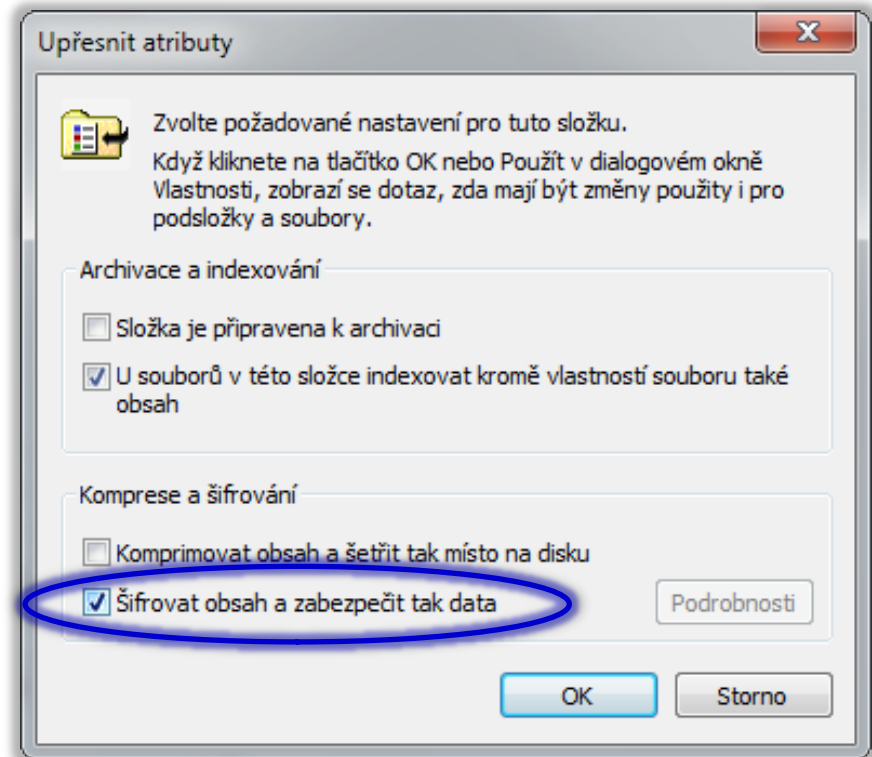 Upřesnit atributy
Zvolte požadované nastavení pro tuto složku.
Když kliknete na tlačítko OK nebo Použít v dialogovém okně
Vlastnosti, zobrazí se dotaz, zda mají být změny použity i pro
podsložky a soubory.
Archivace a indexování
Složka je připravena k archivaci
U souborů v této složce indexovat kromě vlastností souboru také
obsah
Komprese a šifrování
Komprimovat obsah a šetřit tak místo na disku
Šifrovat obsah a zabezpečit tak data
Podrobnosti
OK
Storno